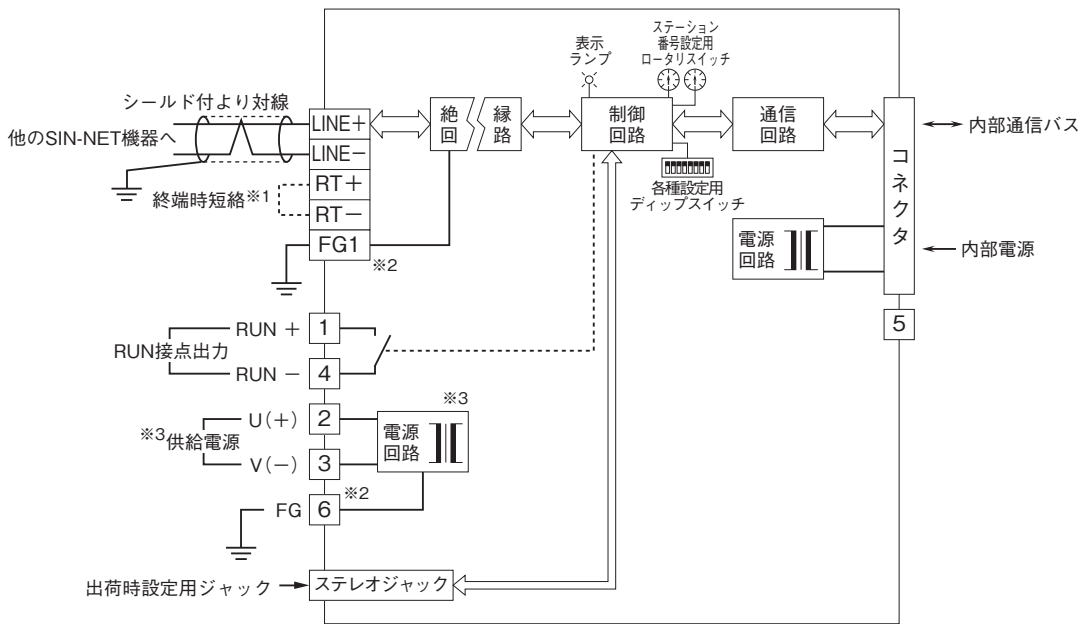 表示
ランプ
ステーション
番号設定用
ロータリスイッチ
シールド付より対線
他のSIN-NET機器へ
LINE+
LINE−
RT+
RT−
FG1
終端時短絡※1
※2
絶 縁
回 路
制御
回路
通信
回路
コネクタ
内部通信バス
各種設定用
ディップスイッチ
電源
回路
内部電源
5
RUN接点出力
RUN +
1
RUN −
4
※3供給電源
U(+)
2
V(−)
3
※3
電源
回路
FG
6
※2
出荷時設定用ジャック
ステレオジャック